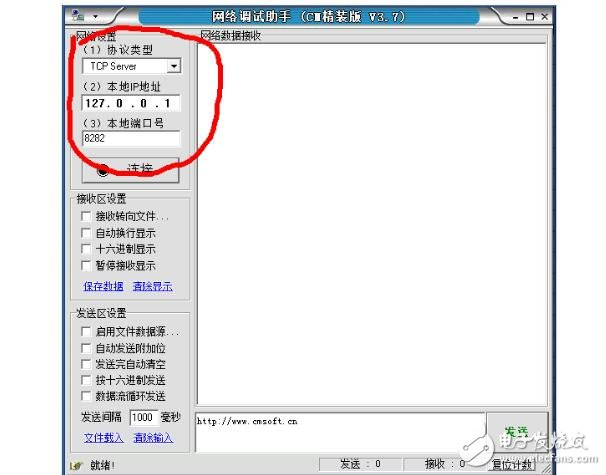 网络调试助手 (CM精装版 V3.7)
网络设置
(1) 协议类型
TCP Server
(2) 本地IP地址
127. 0 . 0 . 1
(3) 本地端口号
8282
连接
接收区设置
接收转向文件...
自动换行显示
十六进制显示
暂停接收显示
保存数据 清除显示
发送区设置
启用文件数据源...
自动发送附加位
发送完自动清空
按十六进制发送
数据流循环发送
发送间隔 1000 毫秒
文件载入 清除输入
网络数据接收
http://www.cmsoft.cn
发送
就绪!
发送 : 0
接收 : 0
复位计数
电子发烧友
www.elecfans.com